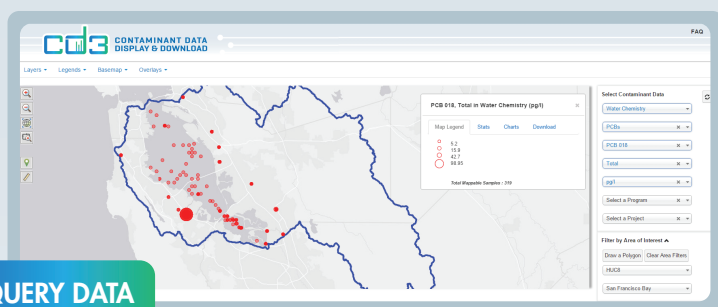 FAQ
cd3 CONTAMINANT DATA
DISPLAY & DOWNLOAD
Layers Legends Basemap Overlays
PCB 018, Total in Water Chemistry (pg/l) ×
Map Legend Stats Charts Download
5.2
15.9
42.7
88.95
Total Mappable Samples : 319
Select Contaminant Data
Water Chemistry
PCBs ×
PCB 018 ×
Total ×
pg/l ×
Select a Program ×
Select a Project ×
Filter by Area of Interest
Draw a Polygon Clear Area Filters
HUC8
San Francisco Bay
QUERY DATA